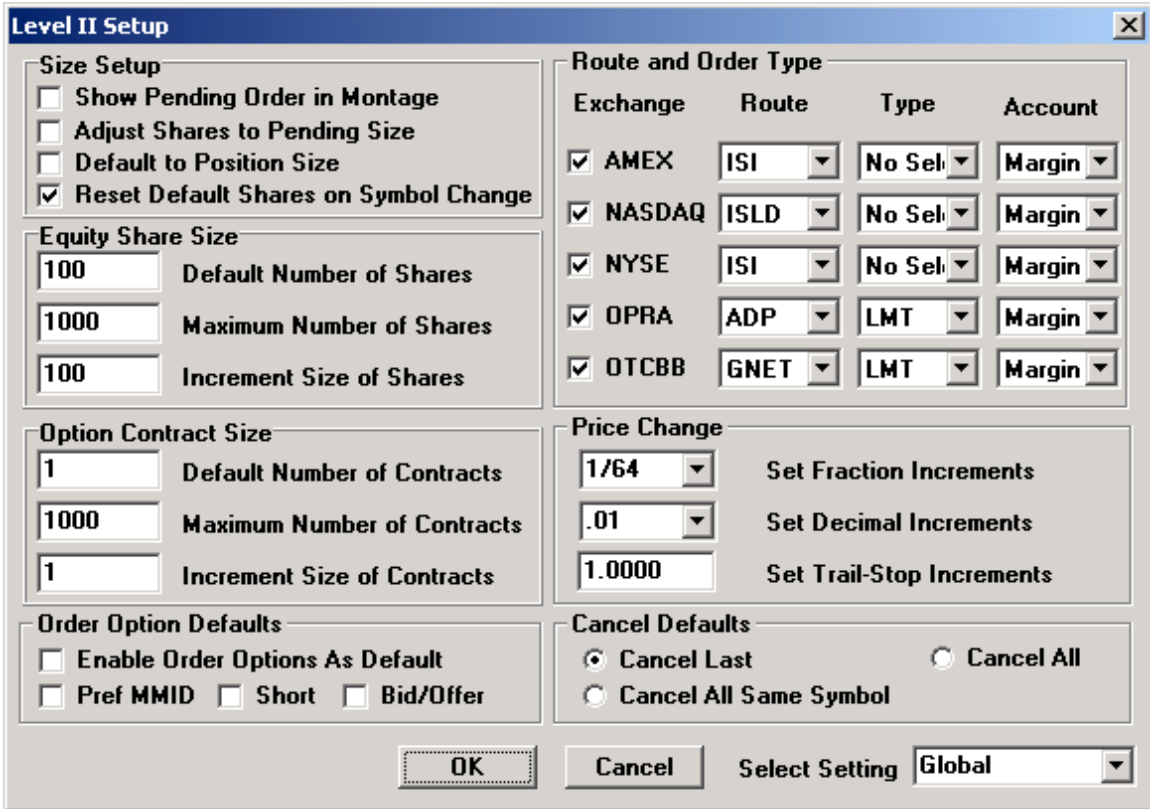 Level II Setup
Size Setup
Show Pending Order in Montage
Adjust Shares to Pending Size
Default to Position Size
Reset Default Shares on Symbol Change
Equity Share Size
100 Default Number of Shares
1000 Maximum Number of Shares
100 Increment Size of Shares
Option Contract Size
1 Default Number of Contracts
1000 Maximum Number of Contracts
1 Increment Size of Contracts
Order Option Defaults
Enable Order Options As Default
Pref MMID Short Bid/Offer
Route and Order Type
Exchange Route Type Account
AMEX ISI No Sel Margin
NASDAQ ISLD No Sel Margin
NYSE ISI No Sel Margin
OPRA ADP LMT Margin
OTCBB GNET LMT Margin
Price Change
1/64 Set Fraction Increments
.01 Set Decimal Increments
1.0000 Set Trail-Stop Increments
Cancel Defaults
Cancel Last Cancel All
Cancel All Same Symbol
OK Cancel Select Setting Global